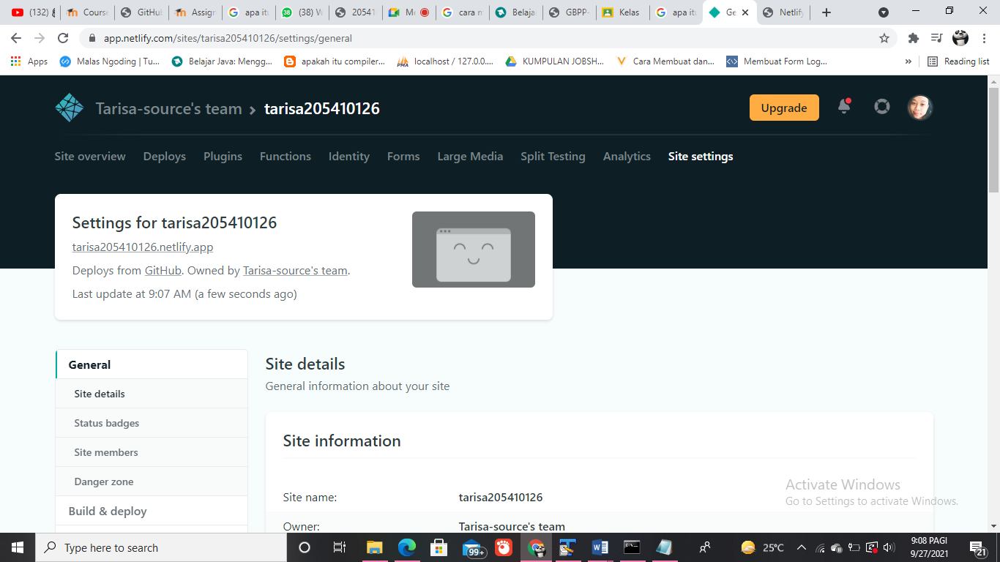 (132)
Course
GitHu
Assign
apa itu
(38) W
20541
Me
cara m
Belaja
GBPP-
Kelas
apa itu
Ge
Netlify
app.netlify.com/sites/tarisa205410126/settings/general
Apps
Malas Ngoding | Tu...
Belajar Java: Mengg...
apakah itu compiler...
localhost / 127.0.0....
KUMPULAN JOBSH...
Cara Membuat dan...
Membuat Form Log...
»
Reading list
Tarisa-source's team > tarisa205410126
Upgrade
Site overview
Deploys
Plugins
Functions
Identity
Forms
Large Media
Split Testing
Analytics
Site settings
Settings for tarisa205410126
tarisa205410126.netlify.app
Deploys from GitHub. Owned by Tarisa-source's team.
Last update at 9:07 AM (a few seconds ago)
General
Site details
Status badges
Site members
Danger zone
Build & deploy
Site details
General information about your site
Site information
Site name: tarisa205410126
Owner: Tarisa-source's team
Activate Windows
Go to Settings to activate Windows.
Type here to search
99+
25°C
9:08 PAGI
9/27/2021
21